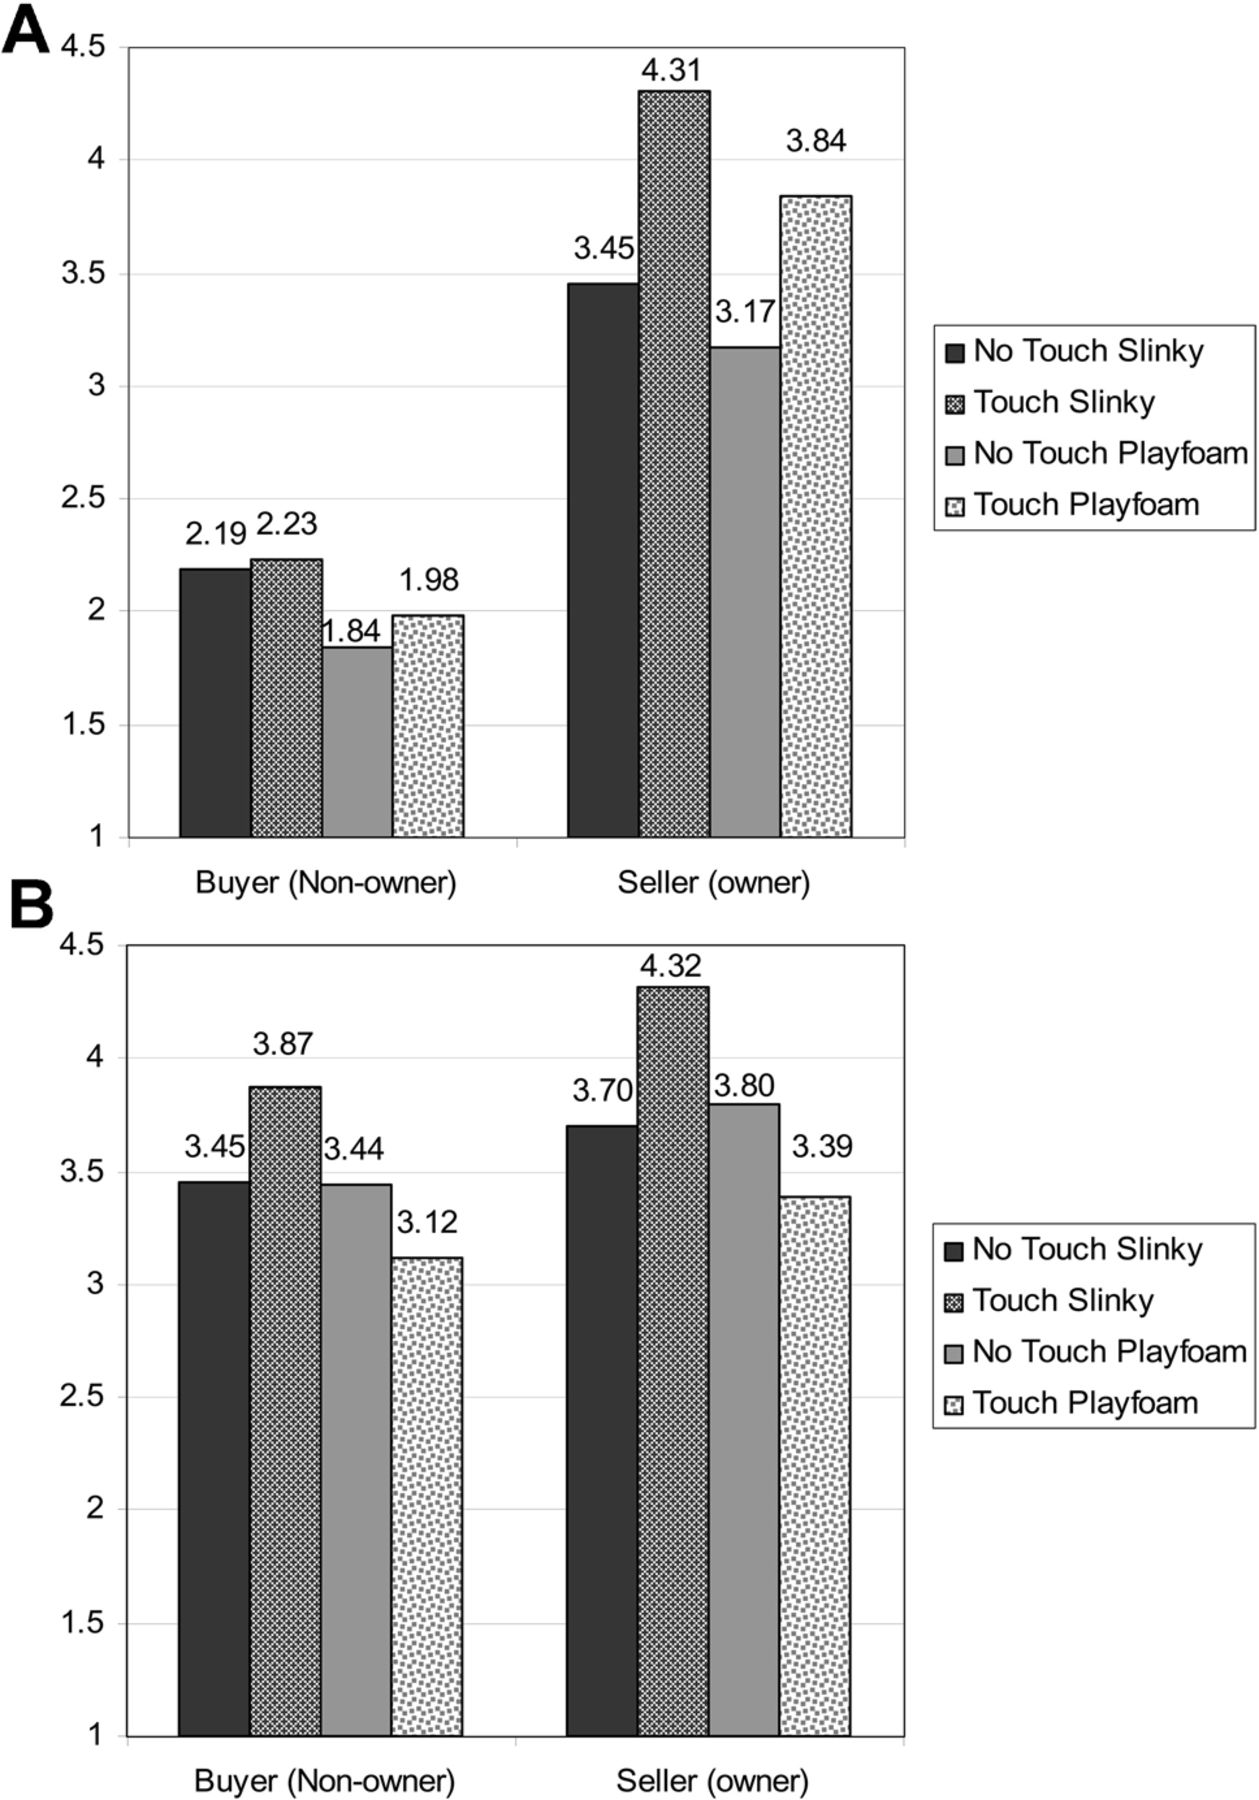 A
4.5
4
3.5
3
2.5
2
1.5
1
4.31
3.84
3.45
3.17
2.19
2.23
1.84
1.98
Buyer (Non-owner)
Seller (owner)
No Touch Slinky
Touch Slinky
No Touch Playfoam
Touch Playfoam
B
4.5
4
3.5
3
2.5
2
1.5
1
4.32
3.87
3.70
3.80
3.45
3.44
3.39
3.12
Buyer (Non-owner)
Seller (owner)
No Touch Slinky
Touch Slinky
No Touch Playfoam
Touch Playfoam